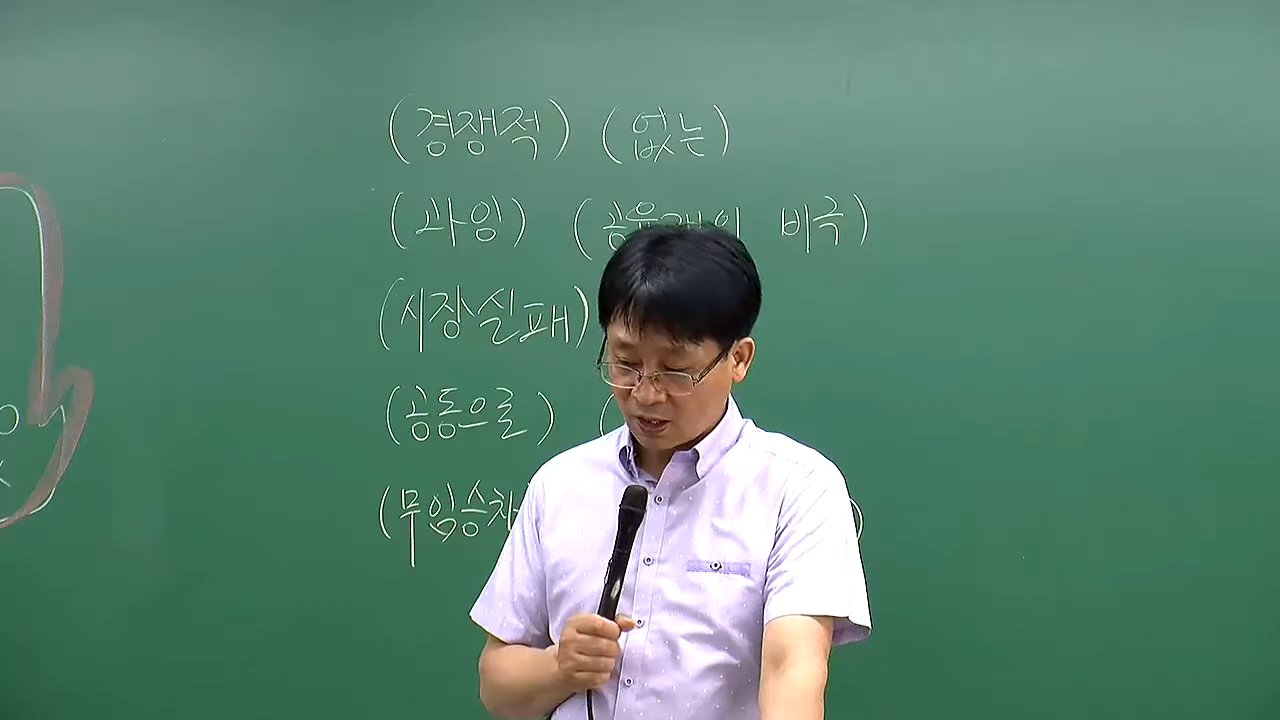 (경쟁적) (없는)
(과잉) (공유재의 비극)
(시장실패)
(공동으로) (
(무임승차 )